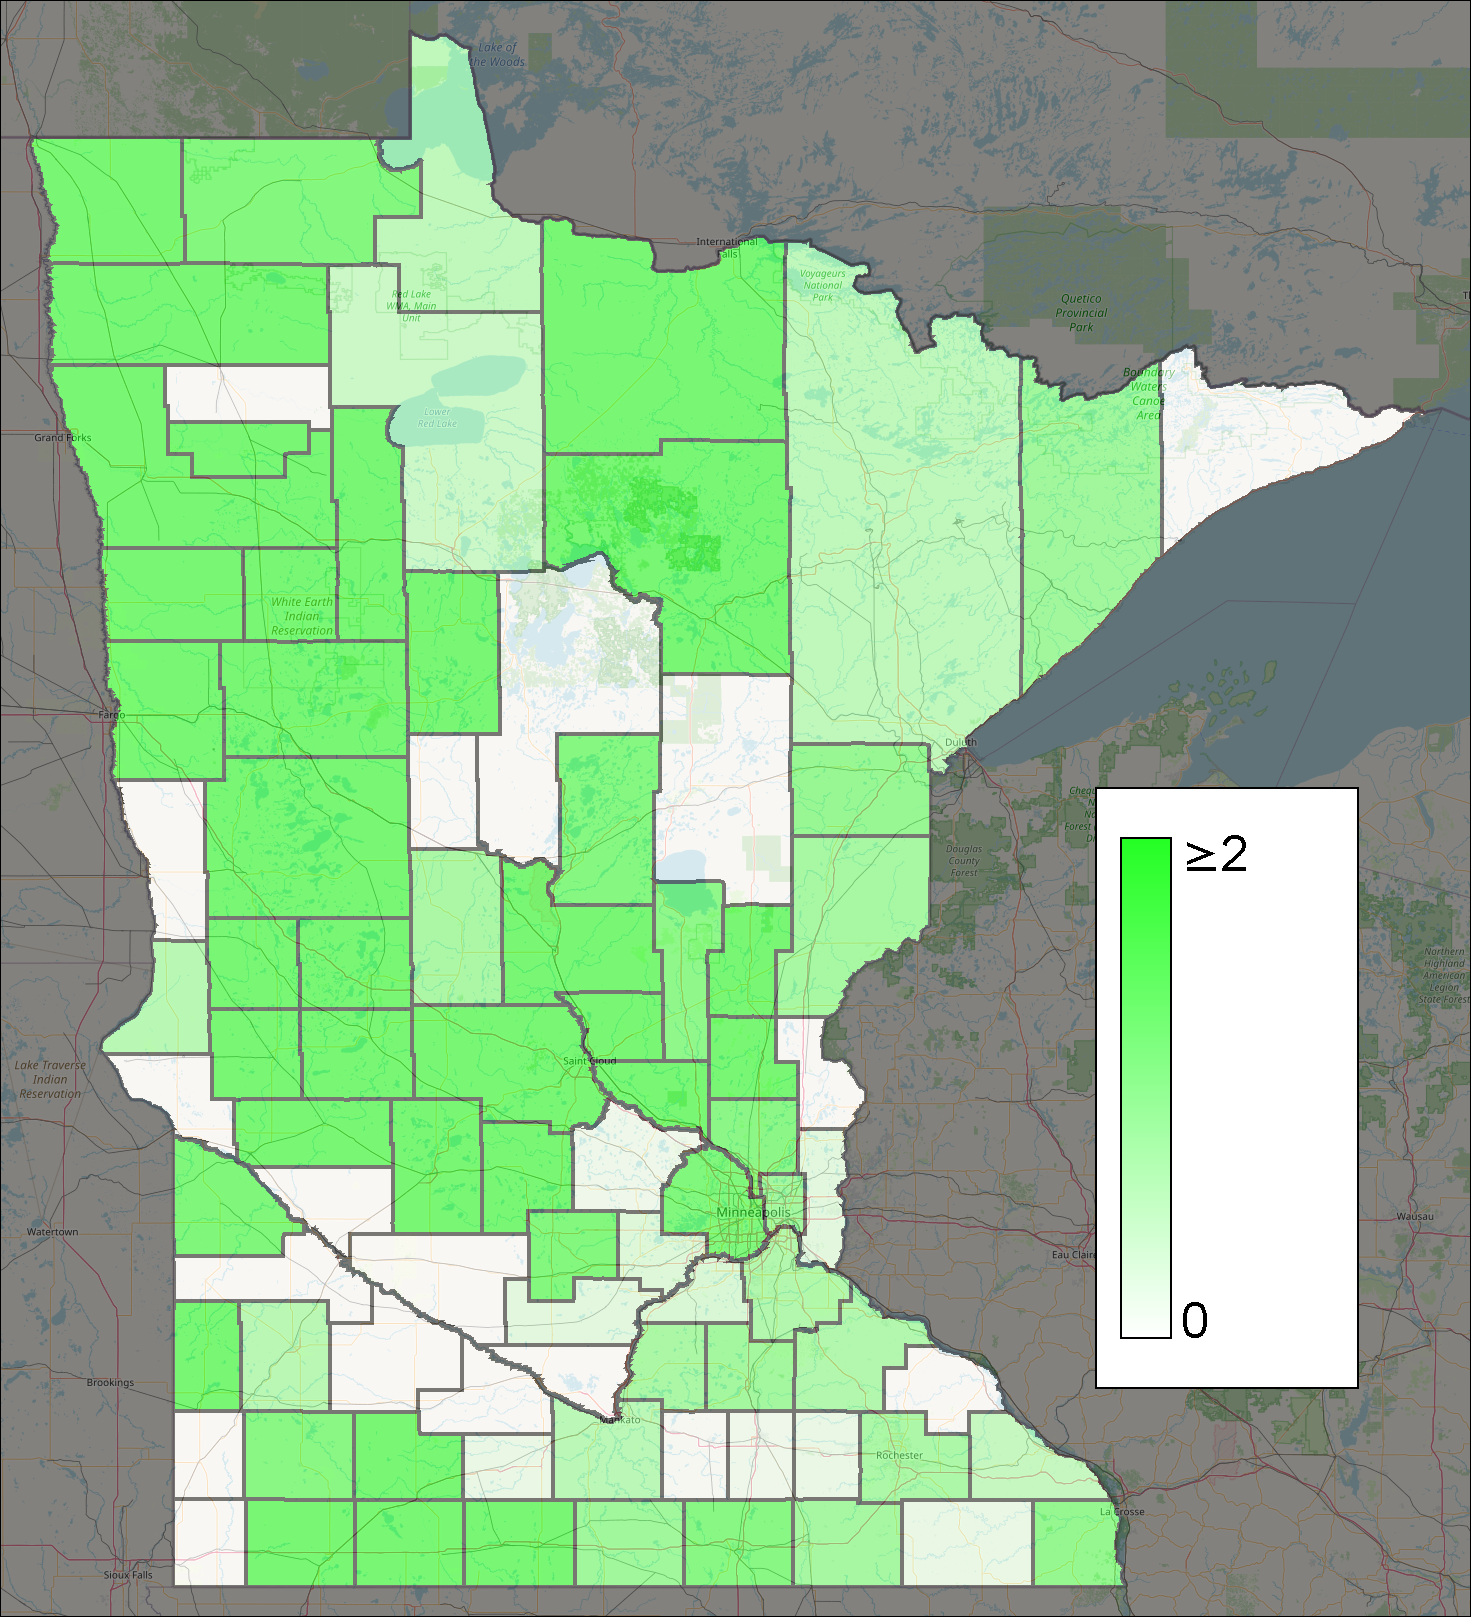 Lake of
the Woods
International
Falls
Voyageurs
National
Park
Quetico
Provincial
Park
Red Lake
WMA, Main
Unit
Boundary
Waters
Canoe
Area
Lower
Red Lake
Grand Forks
White Earth
Indian
Reservation
Fargo
Duluth
Douglas
County
Forest
≥2
Northern
Highland
American
Legion
State Forest
Saint Cloud
Lake Traverse
Indian
Reservation
Minneapolis
Watertown
Wausau
Eau Clair
0
Brookings
Mankato
Rochester
La Crosse
Sioux Falls